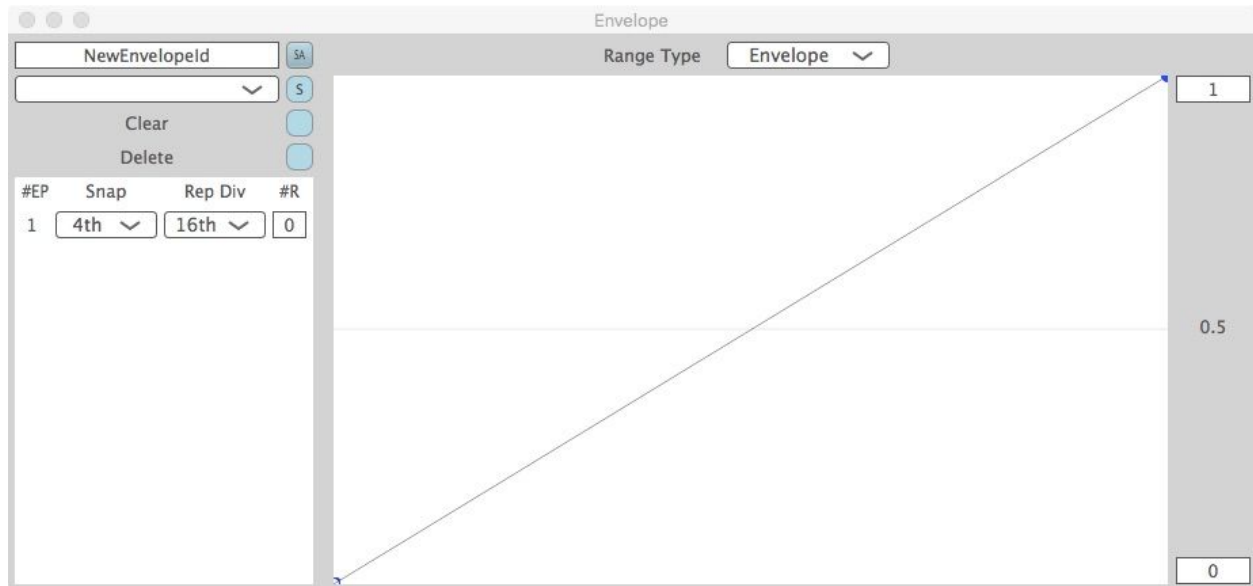 Envelope
NewEnvelopeId SA Range Type Envelope
S 1
Clear
Delete
#EP Snap Rep Div #R
1 4th 16th 0
0.5
0